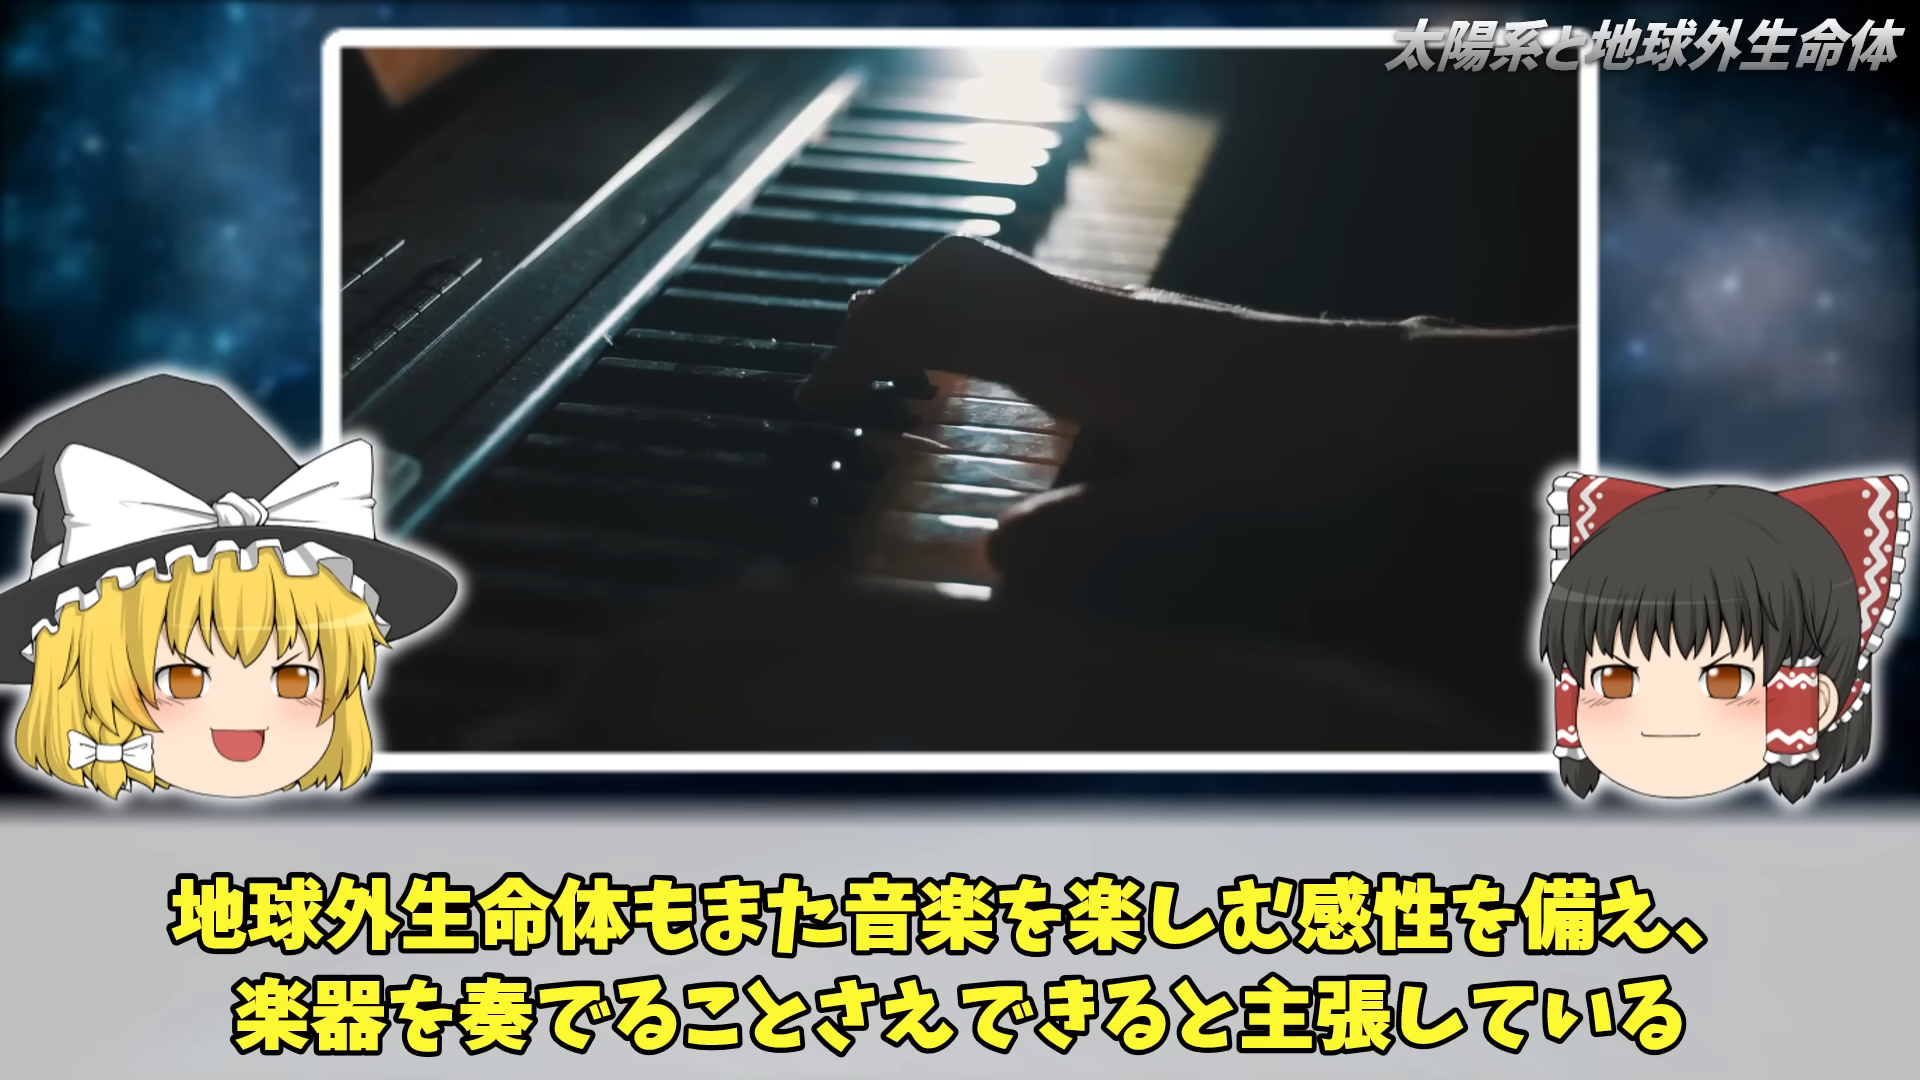 太陽系と地球外生命体
地球外生命体もまた音楽を楽しむ感性を備え、
楽器を奏でることさえできると主張している